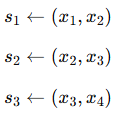 s₁ ← (x₁, x₂)
s₂ ← (x₂, x₃)
s₃ ← (x₃, x₄)